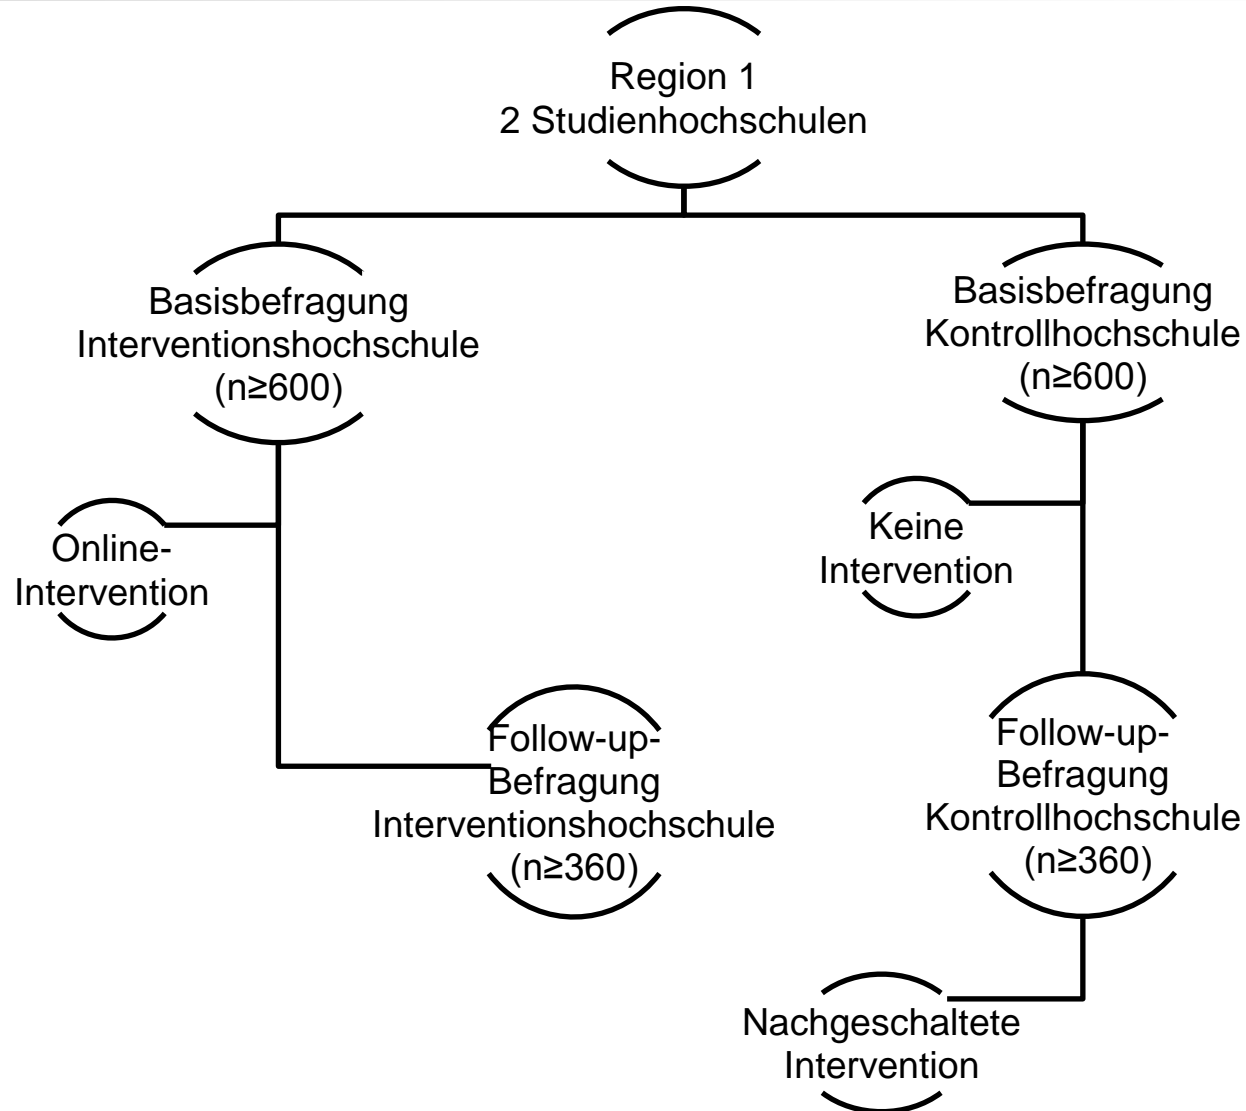 Region 1
2 Studienhochschulen
Basisbefragung
Interventionshochschule
(n≥600)
Basisbefragung
Kontrollhochschule
(n≥600)
Online-
Intervention
Keine
Intervention
Follow-up-
Befragung
Interventionshochschule
(n≥360)
Follow-up-
Befragung
Kontrollhochschule
(n≥360)
Nachgeschaltete
Intervention